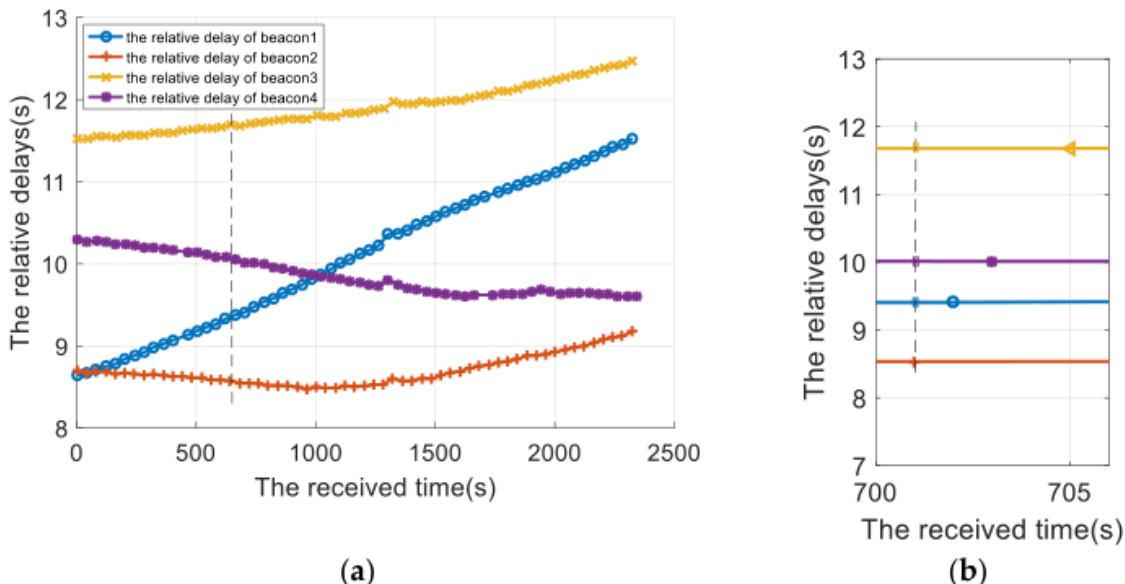 13
12
11
10
9
8
The relative delays(s)
the relative delay of beacon1
the relative delay of beacon2
the relative delay of beacon3
the relative delay of beacon4
0 500 1000 1500 2000 2500
The received time(s)
(a)
13
12
11
10
9
8
7
The relative delays(s)
700 705
The received time(s)
(b)